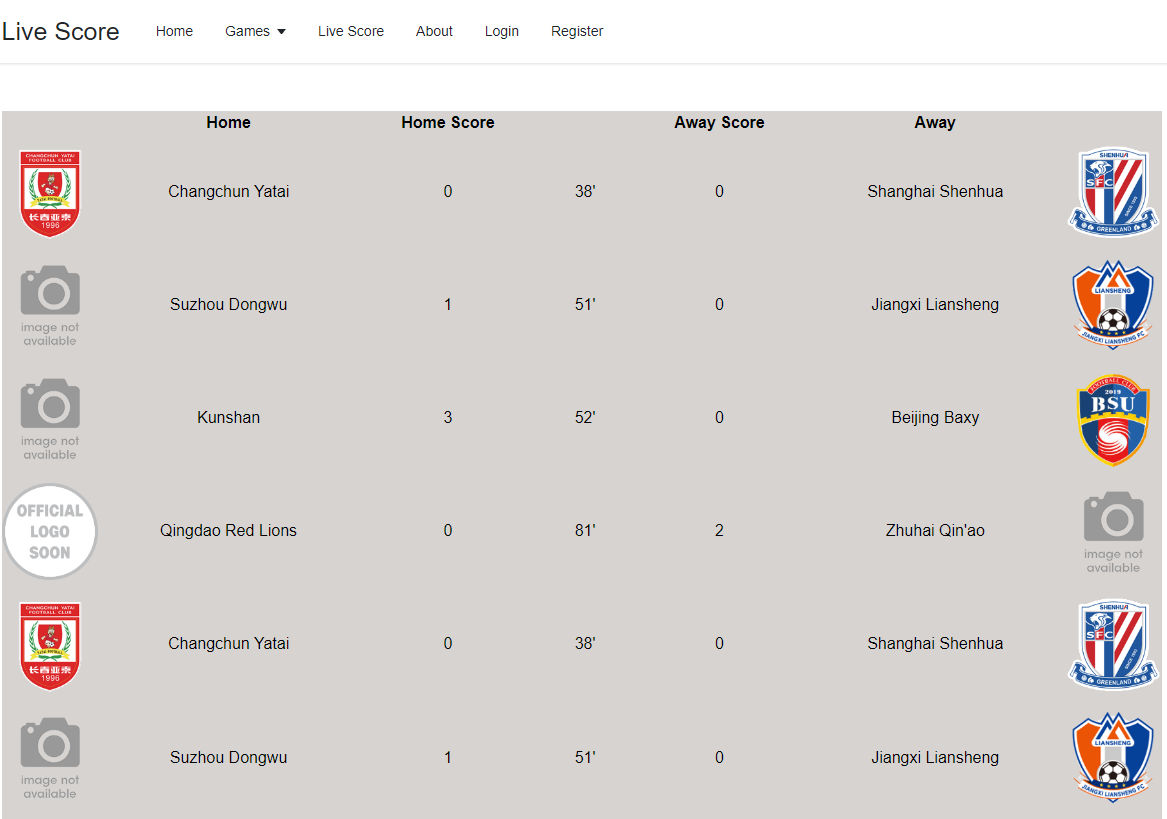 Live Score Home Games Live Score About Login Register
Home Home Score Away Score Away
CHANGCHUN YATAI
FOOTBALL CLUB
长春亚泰
1996
Changchun Yatai 0 38' 0 Shanghai Shenhua
SHENHUA
SFC
SINCE 1993
GREENLAND
image not
available
Suzhou Dongwu 1 51' 0 Jiangxi Liansheng
LIANSHENG
JIANGXI LIANSHENG FC
image not
available
Kunshan 3 52' 0 Beijing Baxy
FOOTBALL CLUB
2019
BSU
OFFICIAL
LOGO
SOON
Qingdao Red Lions 0 81' 2 Zhuhai Qin'ao
image not
available
CHANGCHUN YATAI
FOOTBALL CLUB
长春亚泰
1996
Changchun Yatai 0 38' 0 Shanghai Shenhua
SHENHUA
SFC
SINCE 1993
GREENLAND
image not
available
Suzhou Dongwu 1 51' 0 Jiangxi Liansheng
LIANSHENG
JIANGXI LIANSHENG FC